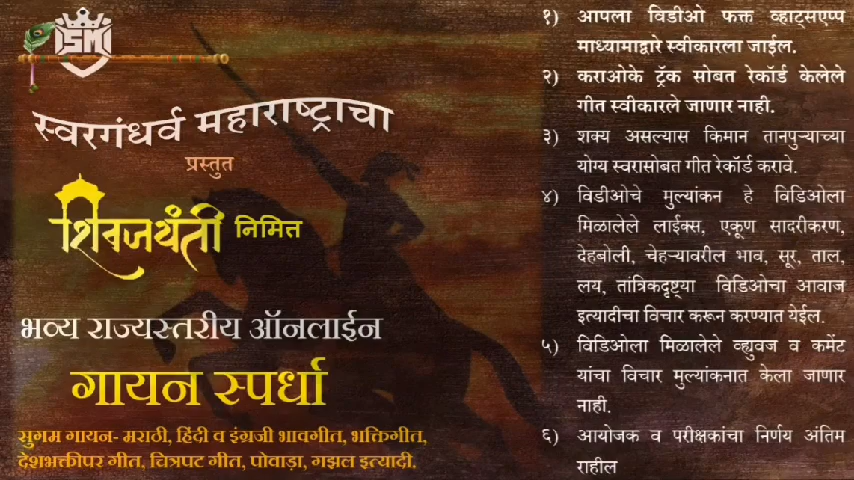 SM
स्वरगंधर्व महाराष्ट्राचा
प्रस्तुत
शिवजयंती निमित्त
भव्य राज्यस्तरीय ऑनलाईन
गायन स्पर्धा
सुगम गायन- मराठी, हिंदी व इंग्रजी भावगीत, भक्तिगीत,
देशभक्तीपर गीत, चित्रपट गीत, पोवाडा, गझल इत्यादी.
१) आपला विडीओ फक्त व्हाट्सएप्प
माध्यामाद्वारे स्वीकारला जाईल.
२) कराओके ट्रॅक सोबत रेकॉर्ड केलेले
गीत स्वीकारले जाणार नाही.
३) शक्य असल्यास किमान तानपुऱ्याच्या
योग्य स्वरासोबत गीत रेकॉर्ड करावे.
४) विडीओचे मुल्यांकन हे विडिओला
मिळालेले लाईक्स, एकूण सादरीकरण,
देहबोली, चेहऱ्यावरील भाव, सूर, ताल,
लय, तांत्रिकदृष्ट्या विडिओचा आवाज
इत्यादीचा विचार करून करण्यात येईल.
५) विडिओला मिळालेले व्ह्युवज व कमेंट
यांचा विचार मुल्यांकनात केला जाणार
नाही.
६) आयोजक व परीक्षकांचा निर्णय अंतिम
राहील